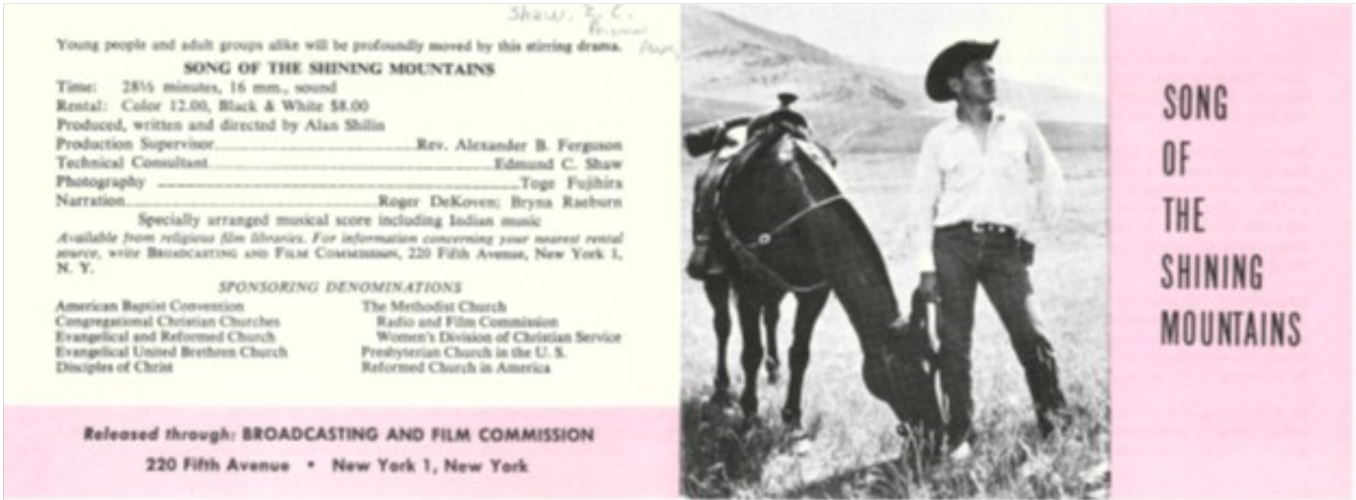 Shaw, E. C.
Young people and adult groups alike will be profoundly moved by this stirring drama.
SONG OF THE SHINING MOUNTAINS
Time: 28½ minutes, 16 mm., sound
Rental: Color 12.00, Black & White $8.00
Produced, written and directed by Alan Shilin
Production Supervisor Rev. Alexander B. Ferguson
Technical Consultant Edmund C. Shaw
Photography Toge Fujihira
Narration Roger DeKoven; Bryna Raeburn
Specially arranged musical score including Indian music
Available from religious film libraries. For information concerning your nearest rental
source, write BROADCASTING AND FILM COMMISSION, 220 Fifth Avenue, New York 1,
N. Y.
SPONSORING DENOMINATIONS
American Baptist Convention
Congregational Christian Churches
Evangelical and Reformed Church
Evangelical United Brethren Church
Disciples of Christ
The Methodist Church
Radio and Film Commission
Women's Division of Christian Service
Presbyterian Church in the U. S.
Reformed Church in America
Released through: BROADCASTING AND FILM COMMISSION
220 Fifth Avenue • New York 1, New York
SONG
OF
THE
SHINING
MOUNTAINS